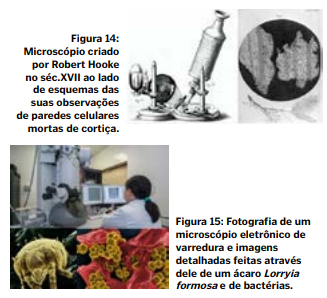 Figura 14:
Microscópio criado
por Robert Hooke
no séc.XVII ao lado
de esquemas das
suas observações
de paredes celulares
mortas de cortiça.
Figura 15: Fotografia de um
microscópio eletrônico de
varredura e imagens
detalhadas feitas através
dele de um ácaro Lorryia
formosa e de bactérias.